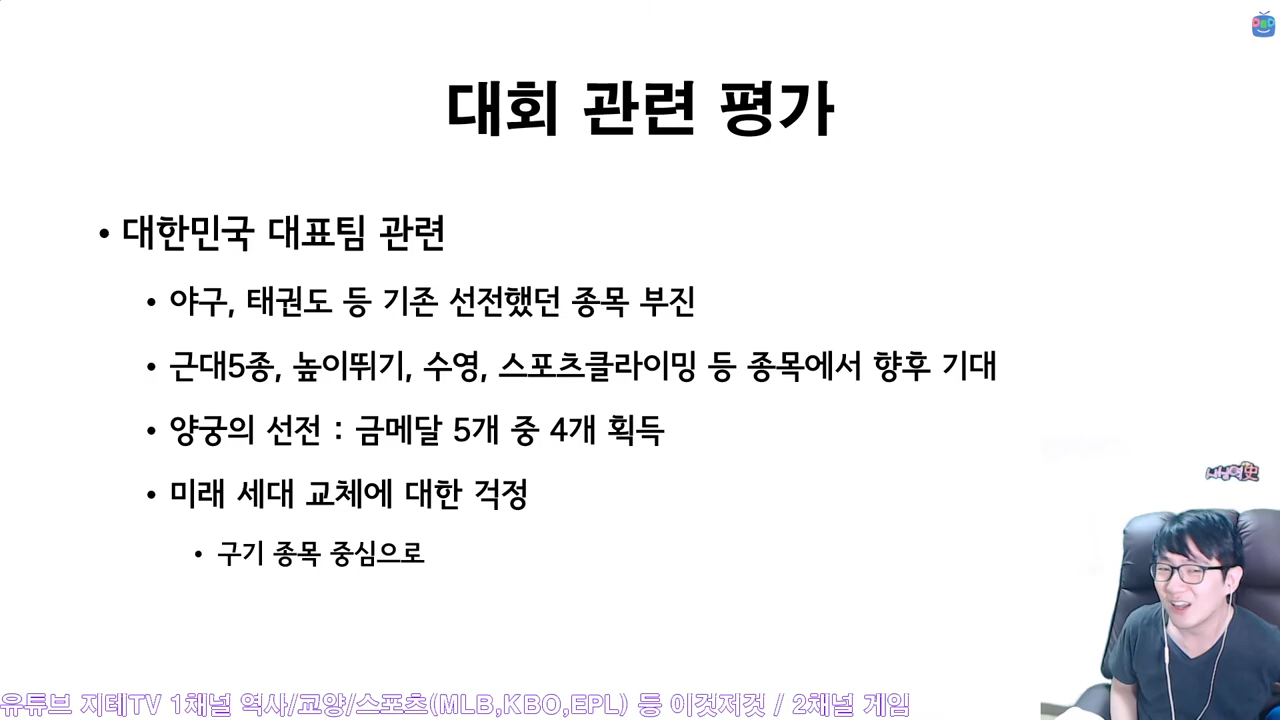 대회 관련 평가
• 대한민국 대표팀 관련
• 야구, 태권도 등 기존 선전했던 종목 부진
• 근대5종, 높이뛰기, 수영, 스포츠클라이밍 등 종목에서 향후 기대
• 양궁의 선전 : 금메달 5개 중 4개 획득
• 미래 세대 교체에 대한 걱정
• 구기 종목 중심으로
유튜브 지테TV 1채널 역사/교양/스포츠(MLB,KBO,EPL) 등 이것저것 / 2채널 게임